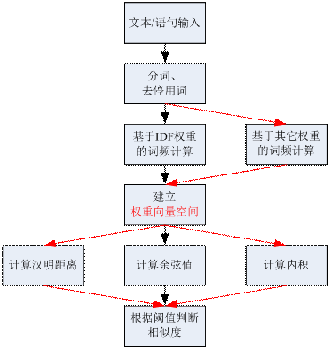 文本/语句输入
分词、
去停用词
基于IDF权重
的词频计算
基于其它权重
的词频计算
建立
权重向量空间
计算汉明距离
计算余弦值
计算内积
根据阈值判断
相似度